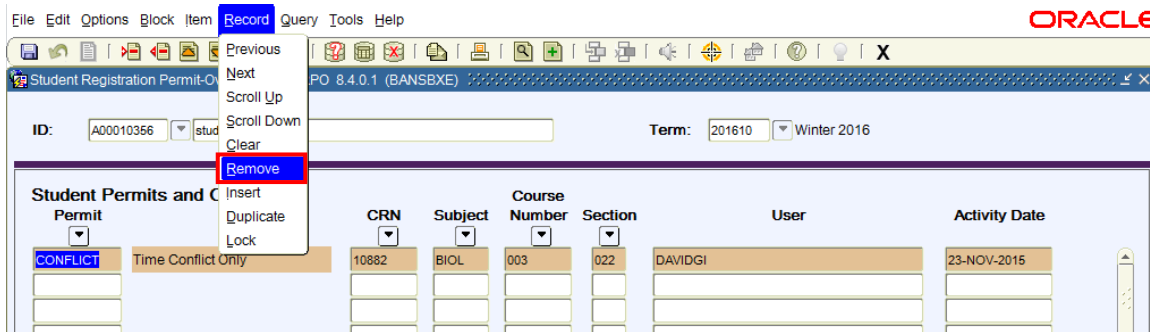 File Edit Options Block Item Record Query Tools Help
ORACLE
X
Previous
Next
Scroll Up
Scroll Down
Clear
Remove
Insert
Duplicate
Lock
Student Registration Permit-Ov PO 8.4.0.1 (BANSBXE)
ID: A00010356 stud Term: 201610 Winter 2016
Student Permits and O
Permit CRN Subject Course Number Section User Activity Date
CONFLICT Time Conflict Only 10882 BIOL 003 022 DAVIDGI 23-NOV-2015